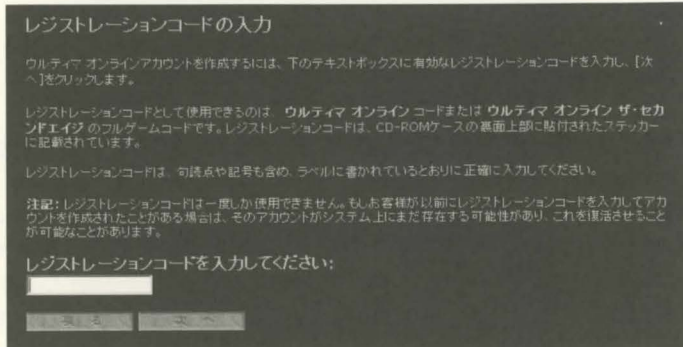 レジストレーションコードの入力
ウルティマ オンラインアカウントを作成するには、下のテキストボックスに有効なレジストレーションコードを入力し、[次
へ]をクリックします。
レジストレーションコードとして使用できるのは、ウルティマ オンライン コードまたは ウルティマ オンライン ザ・セカ
ンドエイジ のフルゲームコードです。レジストレーションコードは、CD-ROMケースの裏面上部に貼付されたステッカー
に記載されています。
レジストレーションコードは、句読点や記号も含め、ラベルに書かれているとおりに正確に入力してください。
注記：レジストレーションコードは一度しか使用できません。もしお客様が以前にレジストレーションコードを入力してアカ
ウントを作成されたことがある場合は、そのアカウントがシステム上にまだ存在する可能性があり、これを復活させること
が可能なことがあります。
レジストレーションコードを入力してください：
戻る 次へ